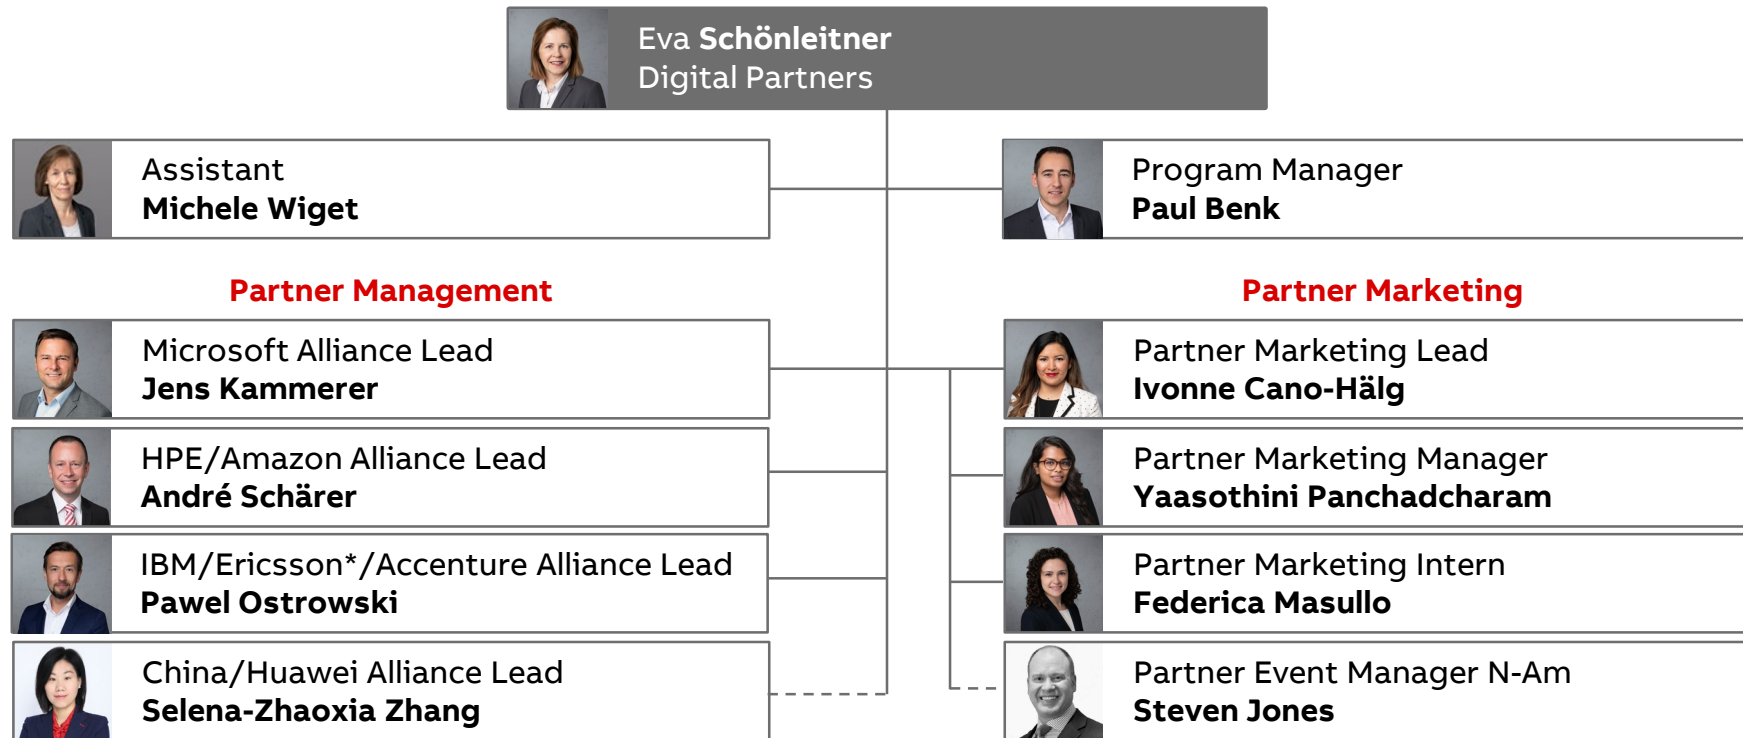 Eva Schönleitner
Digital Partners
Assistant
Michele Wiget
Program Manager
Paul Benk
Partner Management
Microsoft Alliance Lead
Jens Kammerer
HPE/Amazon Alliance Lead
André Schärer
IBM/Ericsson*/Accenture Alliance Lead
Pawel Ostrowski
China/Huawei Alliance Lead
Selena-Zhaoxia Zhang
Partner Marketing
Partner Marketing Lead
Ivonne Cano-Hälg
Partner Marketing Manager
Yaasothini Panchadcharam
Partner Marketing Intern
Federica Masullo
Partner Event Manager N-Am
Steven Jones